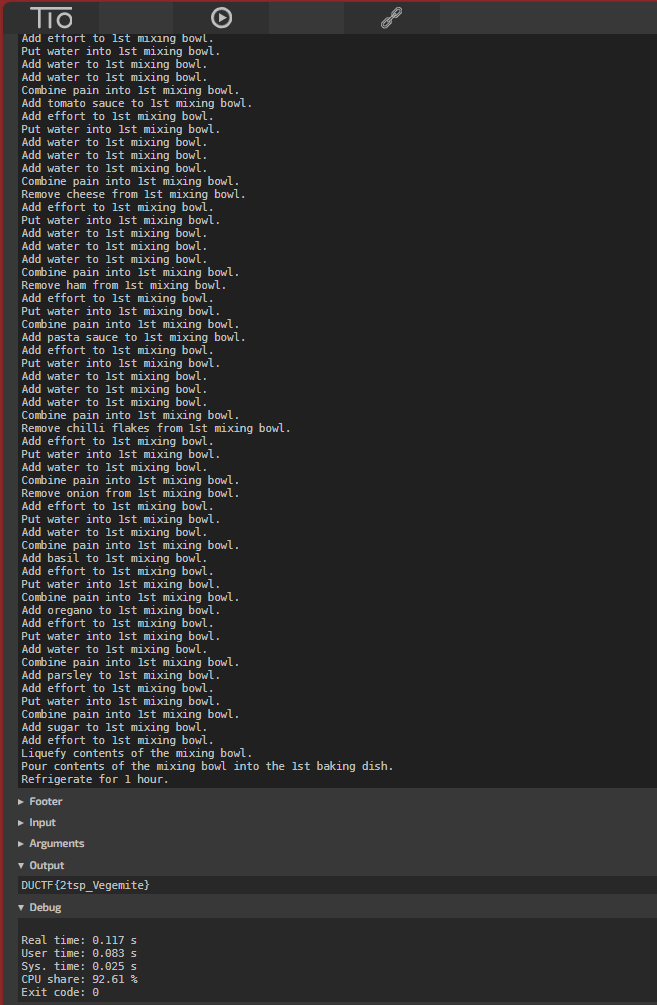 TIO
Add effort to 1st mixing bowl.
Put water into 1st mixing bowl.
Add water to 1st mixing bowl.
Add water to 1st mixing bowl.
Combine pain into 1st mixing bowl.
Add tomato sauce to 1st mixing bowl.
Add effort to 1st mixing bowl.
Put water into 1st mixing bowl.
Add water to 1st mixing bowl.
Add water to 1st mixing bowl.
Add water to 1st mixing bowl.
Combine pain into 1st mixing bowl.
Remove cheese from 1st mixing bowl.
Add effort to 1st mixing bowl.
Put water into 1st mixing bowl.
Add water to 1st mixing bowl.
Add water to 1st mixing bowl.
Add water to 1st mixing bowl.
Combine pain into 1st mixing bowl.
Remove ham from 1st mixing bowl.
Add effort to 1st mixing bowl.
Put water into 1st mixing bowl.
Combine pain into 1st mixing bowl.
Add pasta sauce to 1st mixing bowl.
Add effort to 1st mixing bowl.
Put water into 1st mixing bowl.
Add water to 1st mixing bowl.
Add water to 1st mixing bowl.
Add water to 1st mixing bowl.
Combine pain into 1st mixing bowl.
Remove chilli flakes from 1st mixing bowl.
Add effort to 1st mixing bowl.
Put water into 1st mixing bowl.
Add water to 1st mixing bowl.
Combine pain into 1st mixing bowl.
Remove onion from 1st mixing bowl.
Add effort to 1st mixing bowl.
Put water into 1st mixing bowl.
Add water to 1st mixing bowl.
Combine pain into 1st mixing bowl.
Add basil to 1st mixing bowl.
Add effort to 1st mixing bowl.
Put water into 1st mixing bowl.
Combine pain into 1st mixing bowl.
Add oregano to 1st mixing bowl.
Add effort to 1st mixing bowl.
Put water into 1st mixing bowl.
Add water to 1st mixing bowl.
Combine pain into 1st mixing bowl.
Add parsley to 1st mixing bowl.
Add effort to 1st mixing bowl.
Put water into 1st mixing bowl.
Combine pain into 1st mixing bowl.
Add sugar to 1st mixing bowl.
Add effort to 1st mixing bowl.
Liquefy contents of the mixing bowl.
Pour contents of the mixing bowl into the 1st baking dish.
Refrigerate for 1 hour.
Footer
Input
Arguments
Output
DUCTF{2tsp_Vegemite}
Debug
Real time: 0.117 s
User time: 0.083 s
Sys. time: 0.025 s
CPU share: 92.61 %
Exit code: 0